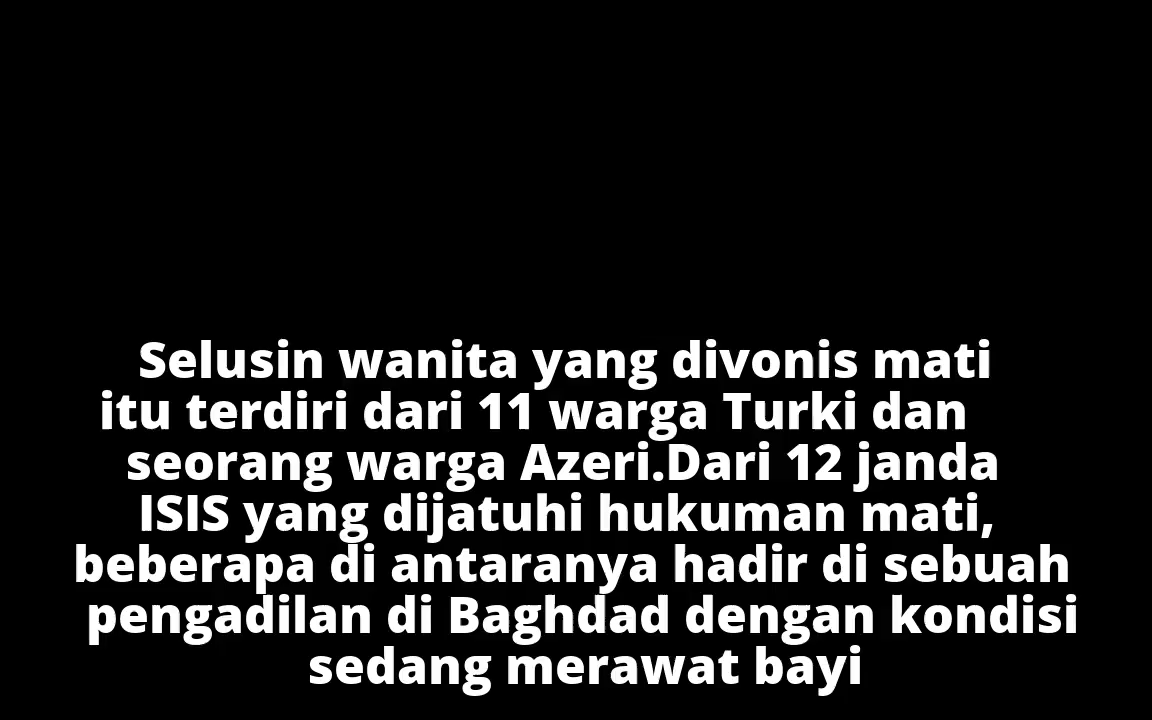 Selusin wanita yang divonis mati
itu terdiri dari 11 warga Turki dan
seorang warga Azeri.Dari 12 janda
ISIS yang dijatuhi hukuman mati,
beberapa di antaranya hadir di sebuah
pengadilan di Baghdad dengan kondisi
sedang merawat bayi